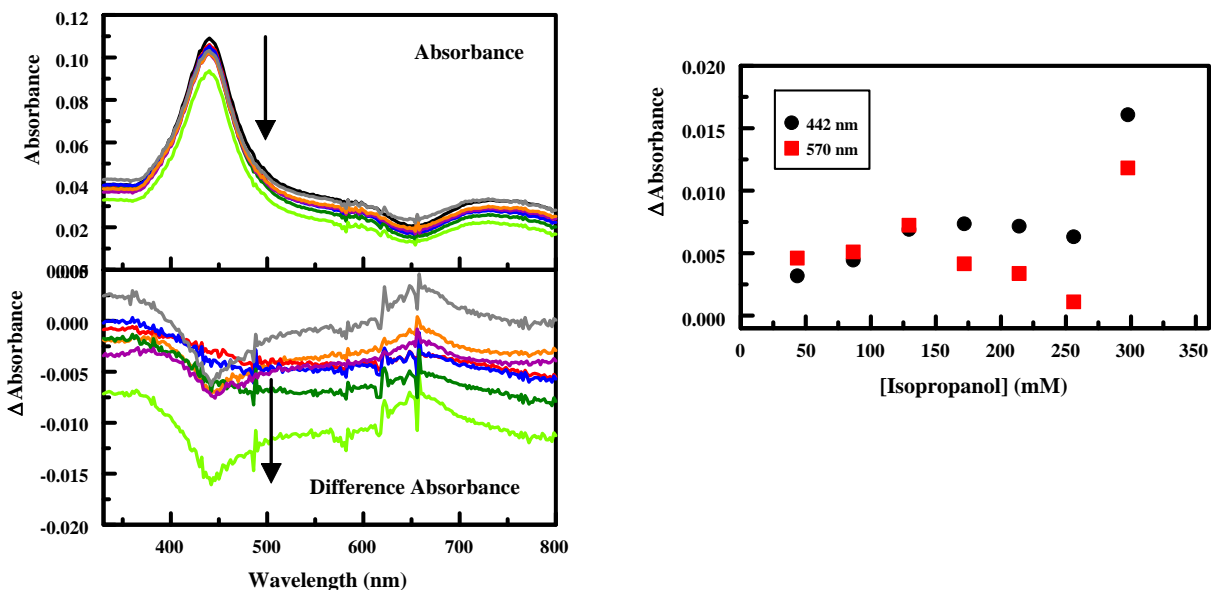 0.12
0.10
0.08
0.06
0.04
0.02
Absorbance
Absorbance
0.005
0.000
-0.005
-0.010
-0.015
-0.020
Δ Absorbance
Difference Absorbance
400 500 600 700 800
Wavelength (nm)
0.020
0.015
0.010
0.005
0.000
Δ Absorbance
442 nm
570 nm
0 50 100 150 200 250 300 350
[Isopropanol] (mM)